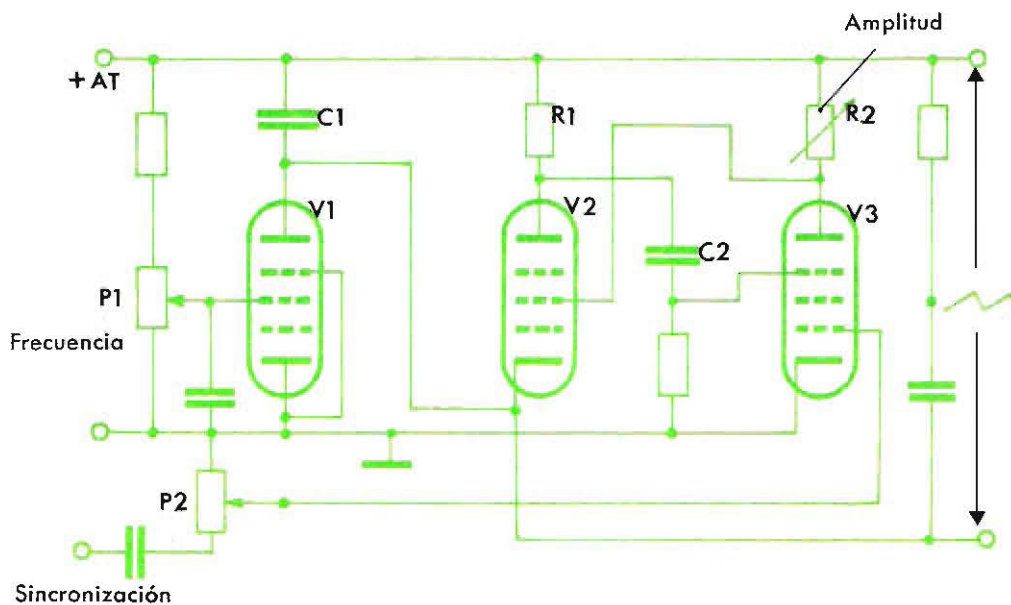 Amplitud
+ AT
C1
R1
R2
V1
V2
V3
C2
P1
Frecuencia
P2
Sincronización